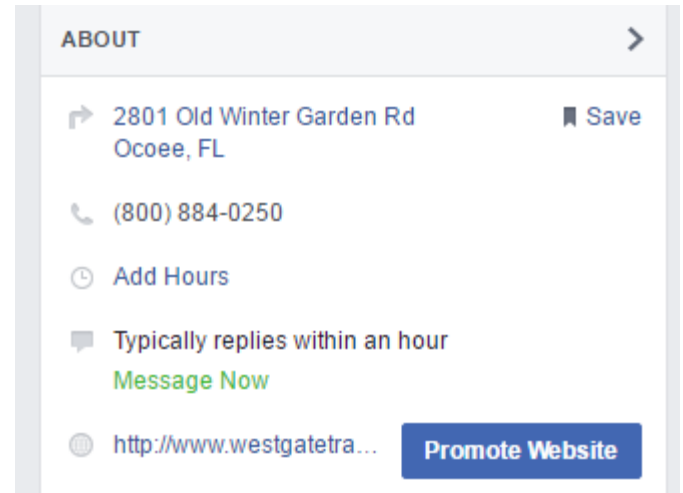 ABOUT
2801 Old Winter Garden Rd
Save
Ocoee, FL
(800) 884-0250
Add Hours
Typically replies within an hour
Message Now
http://www.westgatetra...
Promote Website